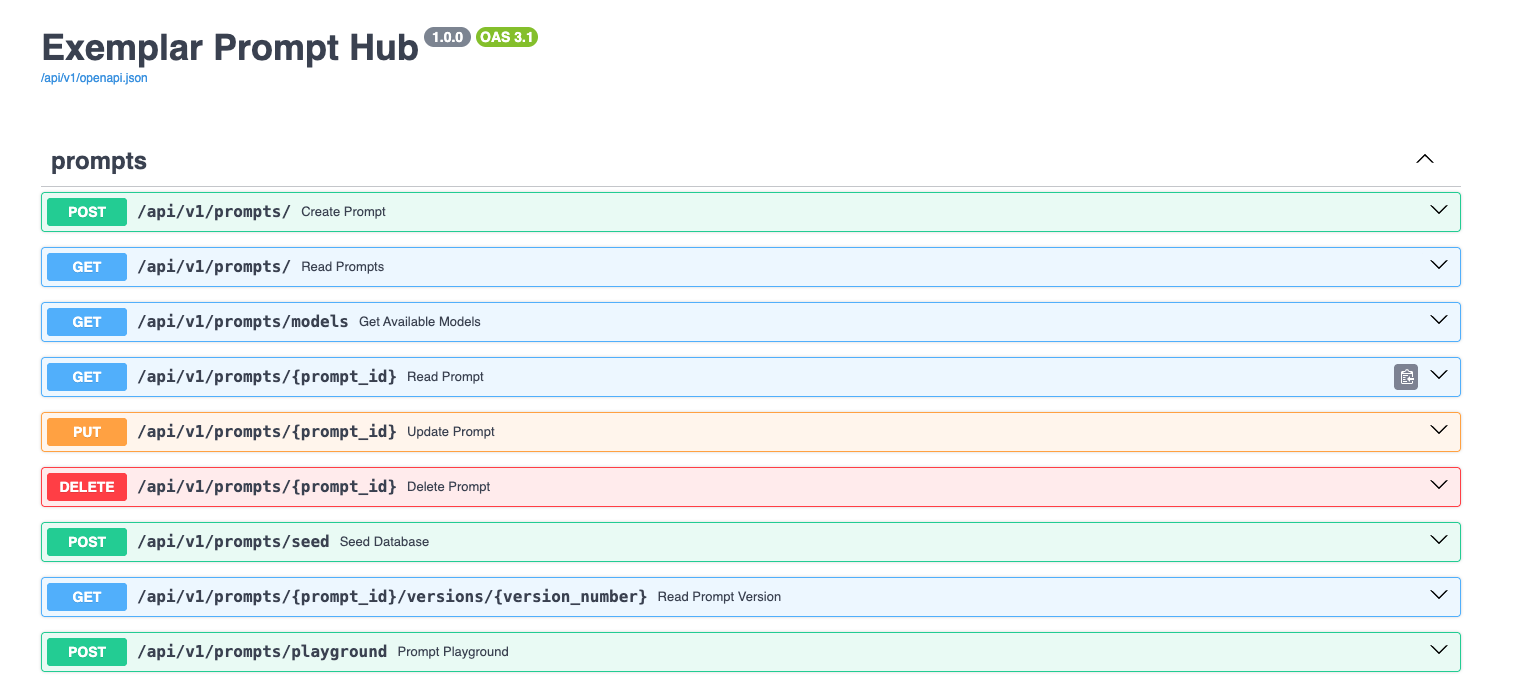 Exemplar Prompt Hub 1.0.0 OAS 3.1
/api/v1/openapi.json
prompts
POST /api/v1/prompts/ Create Prompt
GET /api/v1/prompts/ Read Prompts
GET /api/v1/prompts/models Get Available Models
GET /api/v1/prompts/{prompt_id} Read Prompt
PUT /api/v1/prompts/{prompt_id} Update Prompt
DELETE /api/v1/prompts/{prompt_id} Delete Prompt
POST /api/v1/prompts/seed Seed Database
GET /api/v1/prompts/{prompt_id}/versions/{version_number} Read Prompt Version
POST /api/v1/prompts/playground Prompt Playground